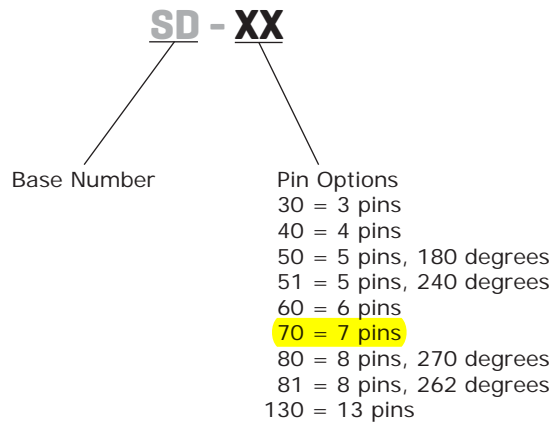 SD - XX
Base Number
Pin Options
30 = 3 pins
40 = 4 pins
50 = 5 pins, 180 degrees
51 = 5 pins, 240 degrees
60 = 6 pins
70 = 7 pins
80 = 8 pins, 270 degrees
81 = 8 pins, 262 degrees
130 = 13 pins